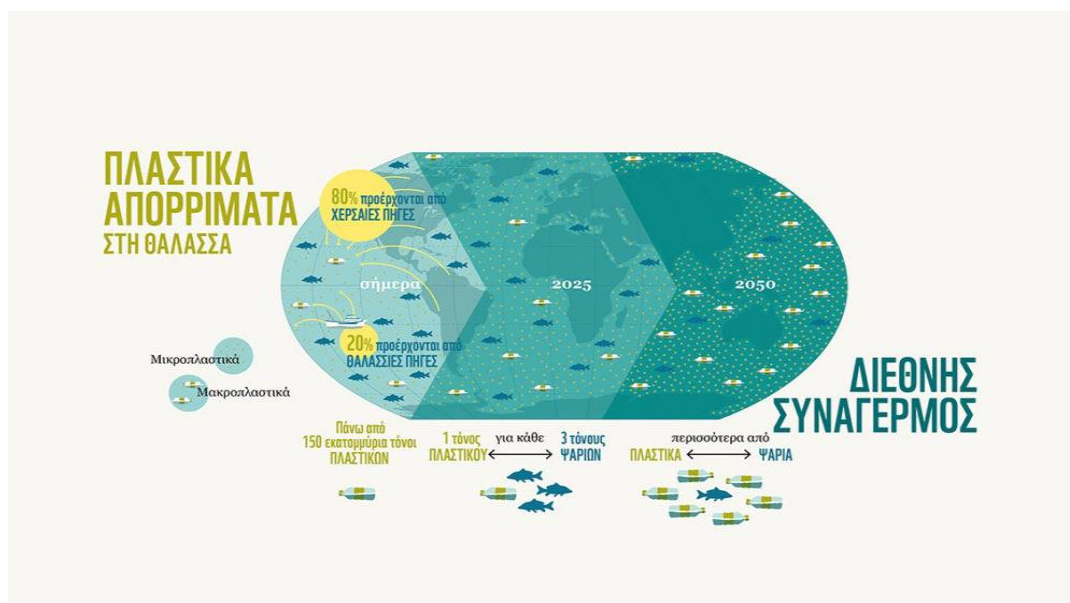 ΠΛΑΣΤΙΚΑ
ΑΠΟΡΡΙΜΑΤΑ
ΣΤΗ ΘΑΛΑΣΣΑ
80% προέρχονται από
ΧΕΡΣΑΙΕΣ ΠΗΓΕΣ
σήμερα
2025
2050
20% προέρχονται από
ΘΑΛΑΣΣΙΕΣ ΠΗΓΕΣ
Μικροπλαστικά
Μακροπλαστικά
ΔΙΕΘΝΗΣ
ΣΥΝΑΓΕΡΜΟΣ
Πάνω από
150 εκατομμύρια τόνοι
ΠΛΑΣΤΙΚΩΝ
1 τόνος
ΠΛΑΣΤΙΚΟΥ
για κάθε
3 τόνους
ΨΑΡΙΩΝ
περισσότερα από
ΠΛΑΣΤΙΚΑ
ΨΑΡΙΑ